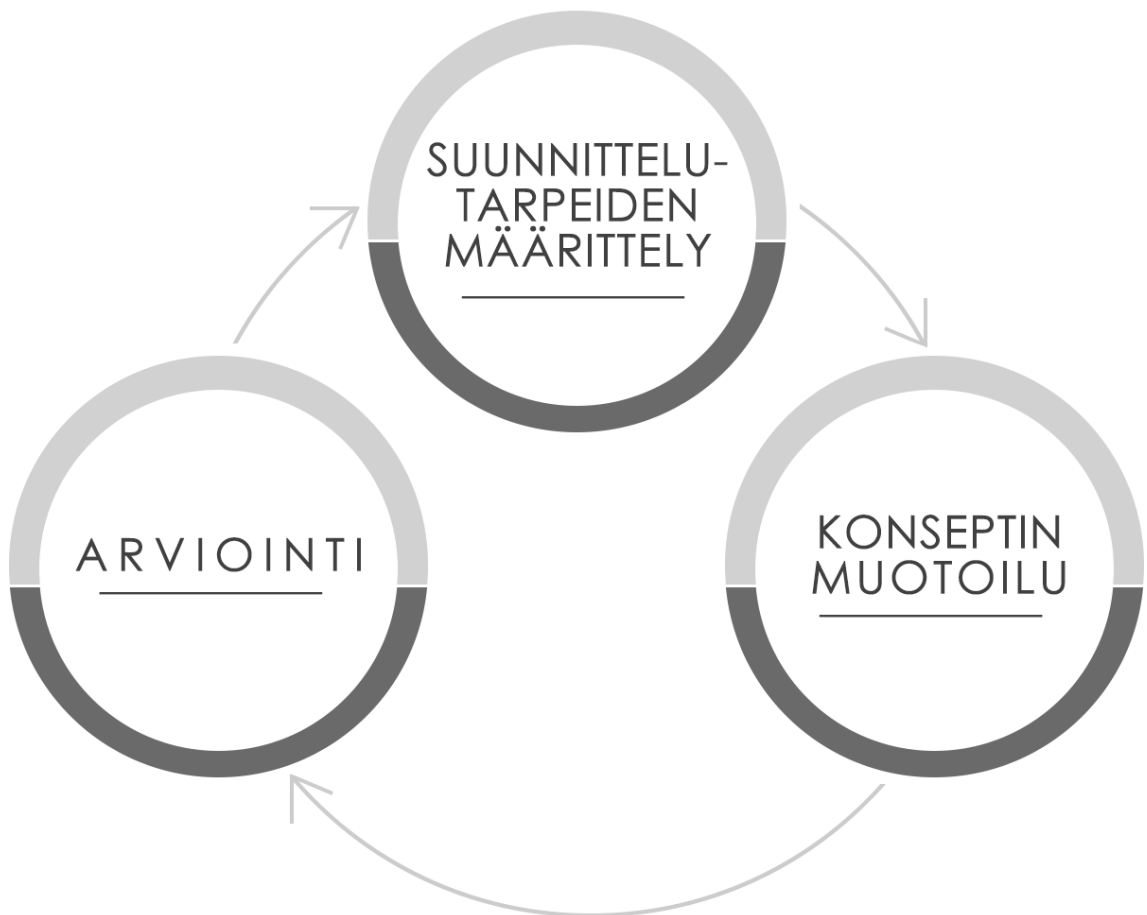 SUUNNITTELU-
TARPEIDEN
MÄÄRITTELY
KONSEPTIN
MUOTOILU
ARVIOINTI